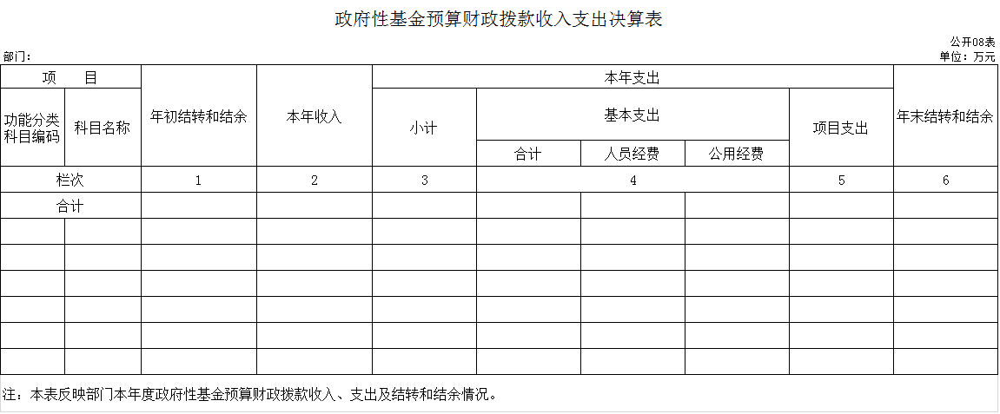 政府性基金预算财政拨款收入支出决算表
公开08表
部门：
单位：万元
项 目
年初结转和结余
本年收入
本年支出
年末结转和结余
功能分类
科目编码
科目名称
小计
基本支出
项目支出
合计
人员经费
公用经费
栏次 1 2 3 4 5 6
合计
注：本表反映部门本年度政府性基金预算财政拨款收入、支出及结转和结余情况。